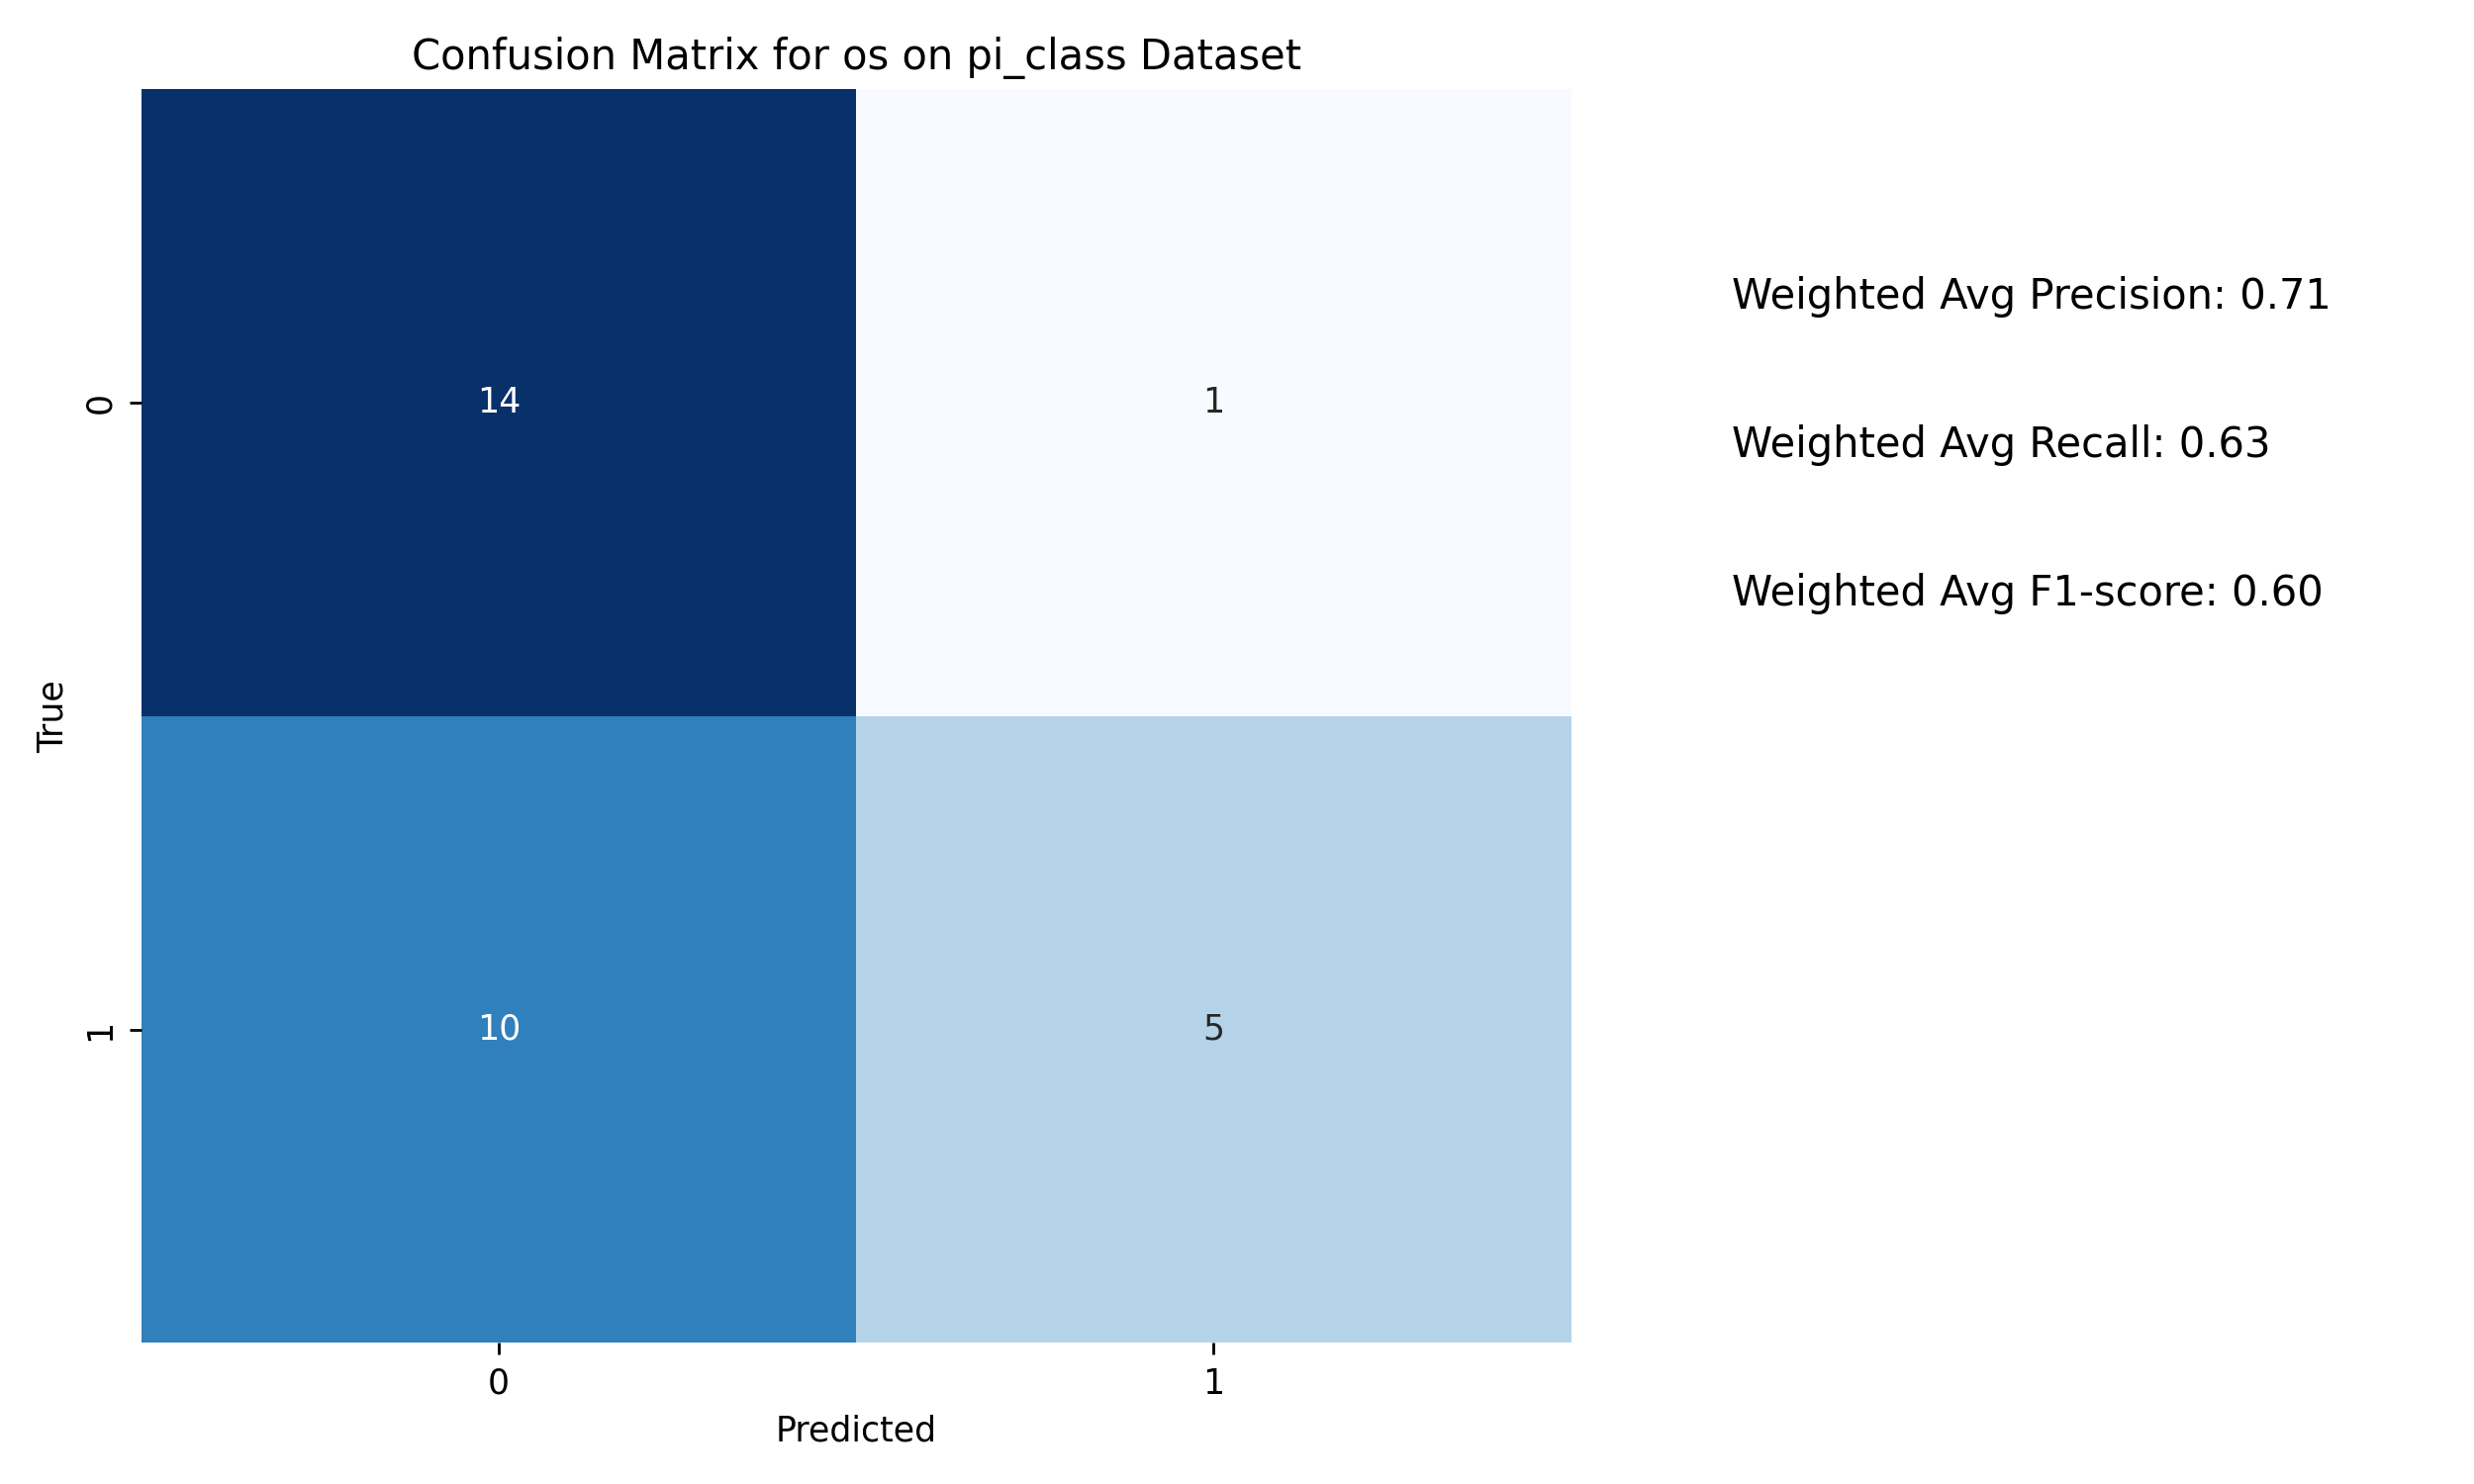 Confusion Matrix for os on pi_class Dataset
Weighted Avg Precision: 0.71
Weighted Avg Recall: 0.63
Weighted Avg F1-score: 0.60
True
0
14
1
1
10
5
0
1
Predicted